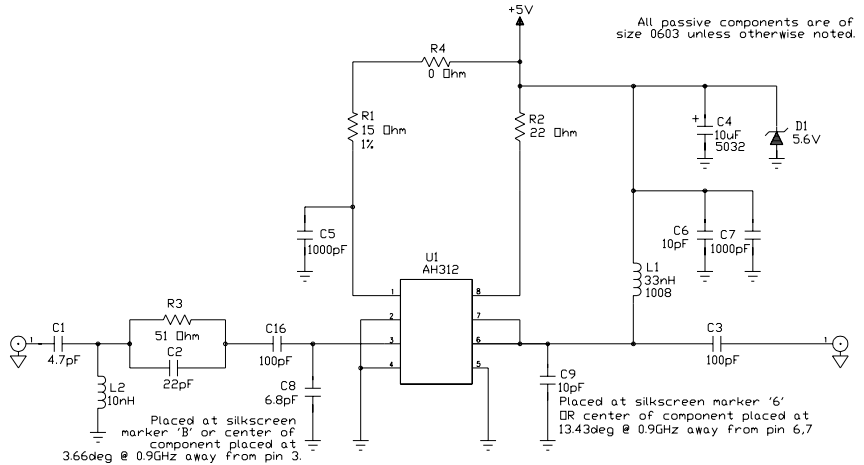 +5V
All passive components are of
size 0603 unless otherwise noted.
R4
0 Ohm
R1
15 Ohm
1%
R2
22 Ohm
+
C4
10uF
5032
D1
5.6V
C5
1000pF
C6
10pF
C7
1000pF
U1
AH312
L1
33nH
1008
1
2
3
4
8
7
6
5
R3
51 Ohm
C2
22pF
1
C1
4.7pF
L2
10nH
C16
100pF
C8
6.8pF
C9
10pF
C3
100pF
1
Placed at silkscreen
marker 'B' or center of
component placed at
3.66deg @ 0.9GHz away from pin 3.
Placed at silkscreen marker '6'
OR center of component placed at
13.43deg @ 0.9GHz away from pin 6,7